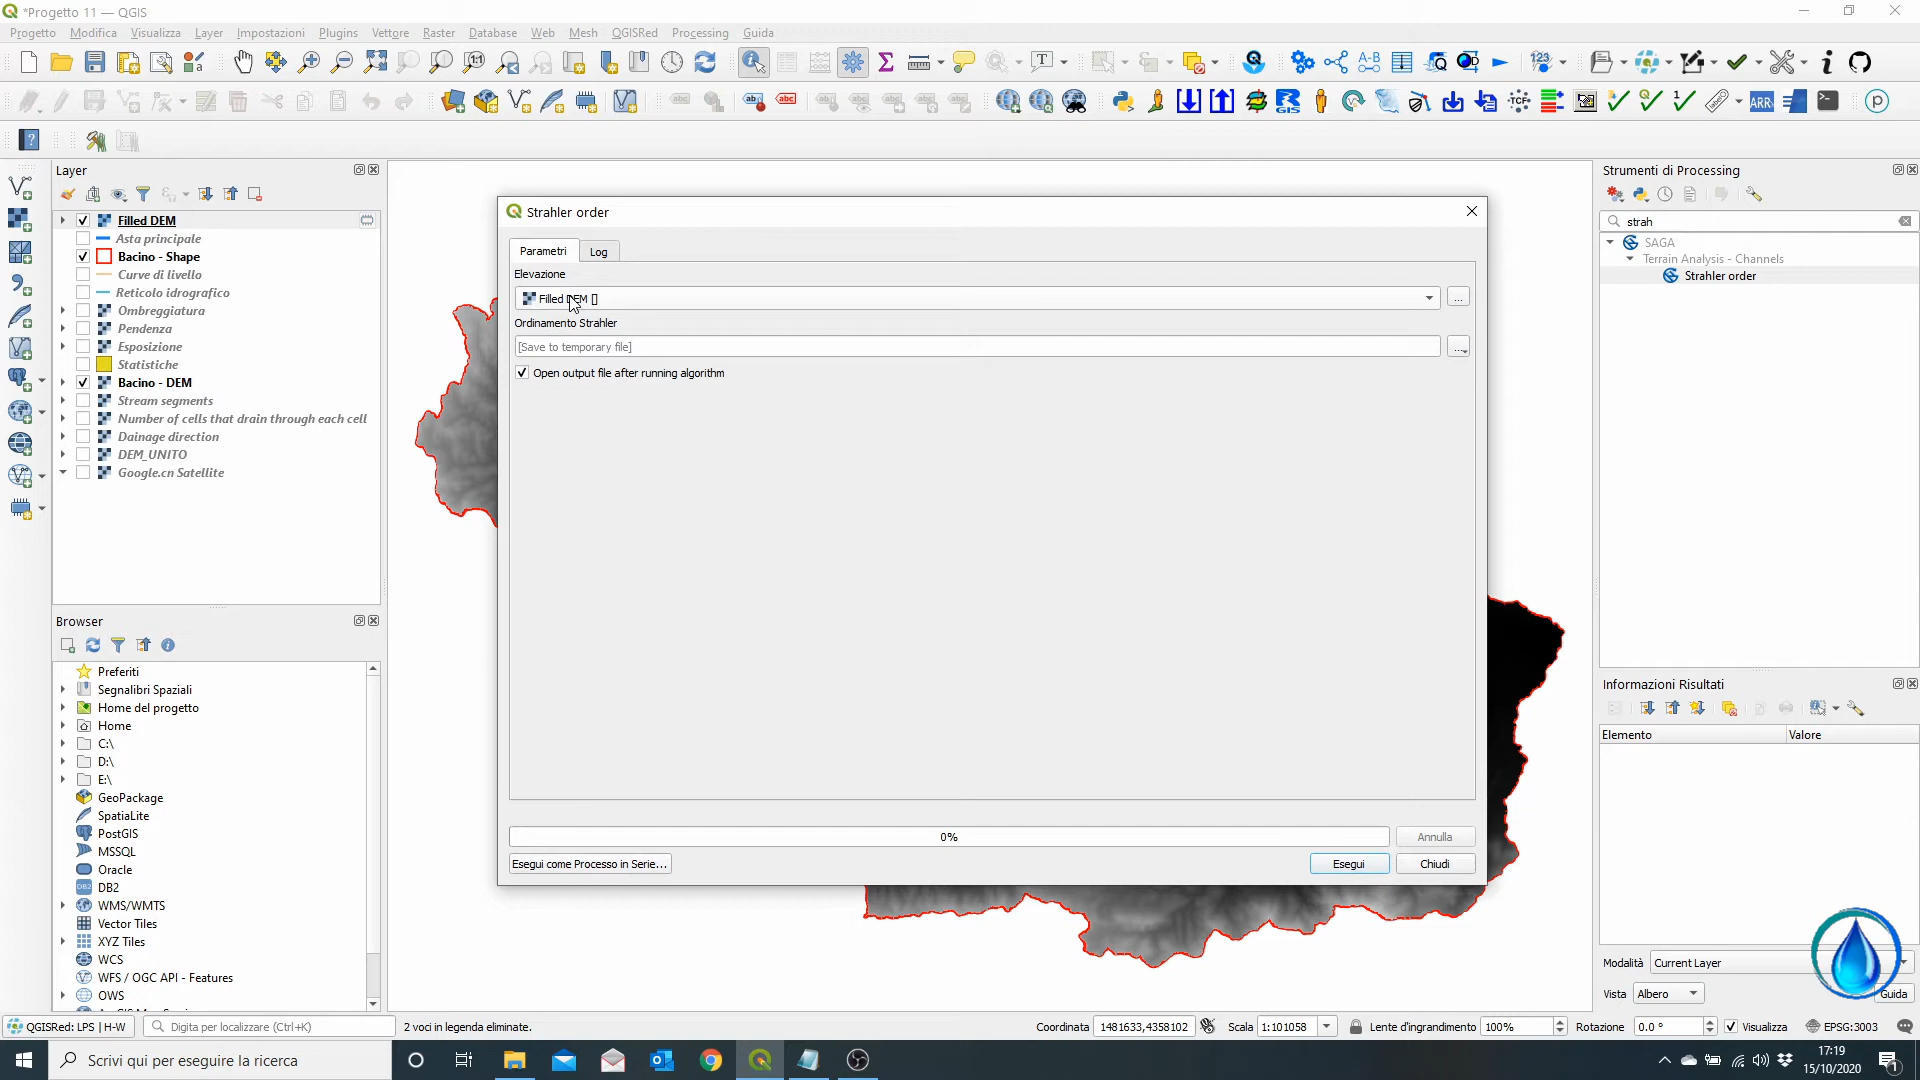 *Progetto 11 — QGIS
Progetto Modifica Visualizza Layer Impostazioni Plugins Vettore Raster Database Web Mesh QGISRed Processing Guida
Layer
Filled DEM
Asta principale
Bacino - Shape
Curve di livello
Reticolo idrografico
Ombreggiatura
Pendenza
Esposizione
Statistiche
Bacino - DEM
Stream segments
Number of cells that drain through each cell
Dainage direction
DEM_UNITO
Google.cn Satellite
Browser
Preferiti
Segnalibri Spaziali
Home del progetto
Home
C:\
D:\
E:\
GeoPackage
SpatiaLite
PostGIS
MSSQL
Oracle
DB2
WMS/WMTS
Vector Tiles
XYZ Tiles
WCS
WFS / OGC API - Features
OWS
Strahler order
Parametri Log
Elevazione
Filled DEM []
Ordinamento Strahler
[Save to temporary file]
Open output file after running algorithm
0%
Annulla
Esegui come Processo in Serie...
Esegui
Chiudi
Strumenti di Processing
strah
SAGA
Terrain Analysis - Channels
Strahler order
Informazioni Risultati
Elemento Valore
Modalità Current Layer
Vista Albero Guida
QGISRed: LPS | H-W Digita per localizzare (Ctrl+K) 2 voci in legenda eliminate. Coordinata 1481633,4358102 Scala 1:101058 Lente d'ingrandimento 100% Rotazione 0.0 ° Visualizza EPSG:3003
Scrivi qui per eseguire la ricerca
17:19
15/10/2020
1